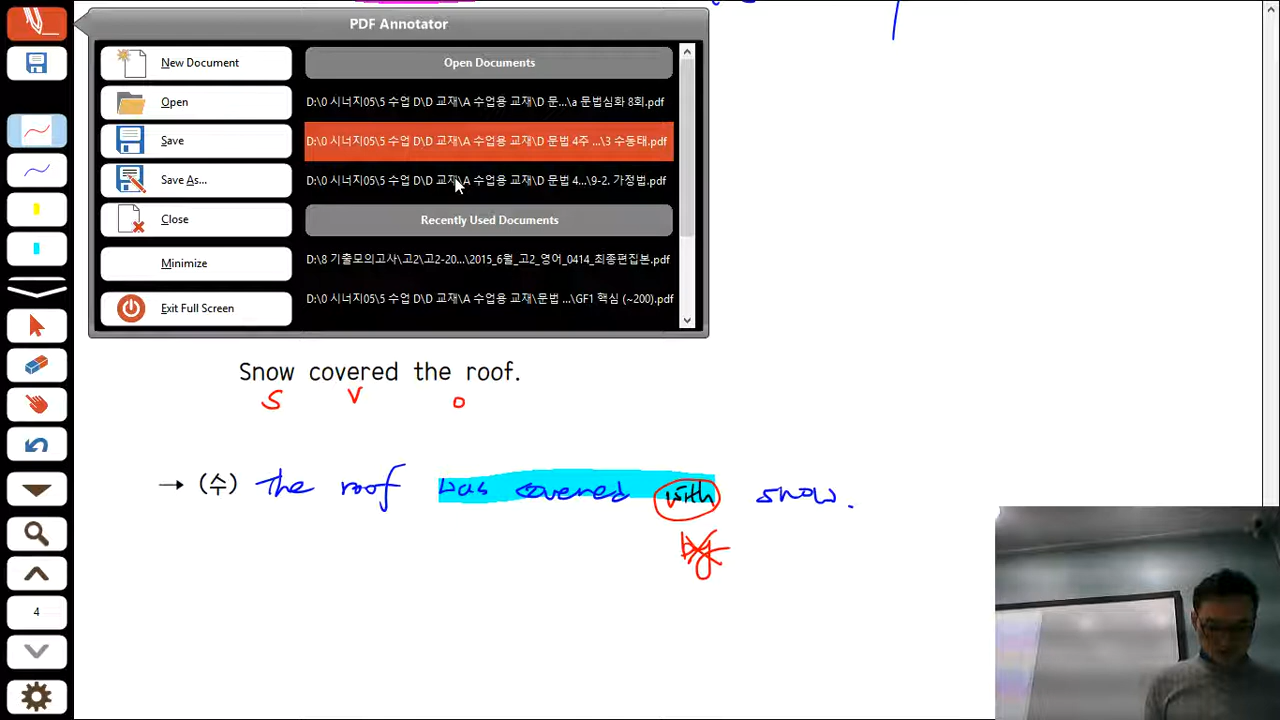 PDF Annotator
New Document
Open
Save
Save As...
Close
Minimize
Exit Full Screen
Open Documents
D:\0 시너지05\5 수업 D\D 교재\A 수업용 교재\D 문...\a 문법심화 8회.pdf
D:\0 시너지05\5 수업 D\D 교재\A 수업용 교재\D 문법 4주 ...\3 수동태.pdf
D:\0 시너지05\5 수업 D\D 교재\A 수업용 교재\D 문법 4...\9-2. 가정법.pdf
Recently Used Documents
D:\8 기출모의고사\고2\고2-20...\2015_6월_고2_영어_0414_최종편집본.pdf
D:\0 시너지05\5 수업 D\D 교재\A 수업용 교재\문법 ...\GF1 핵심 (~200).pdf
Snow covered the roof.
S V O
→ (수) the roof was covered with snow.
by
4